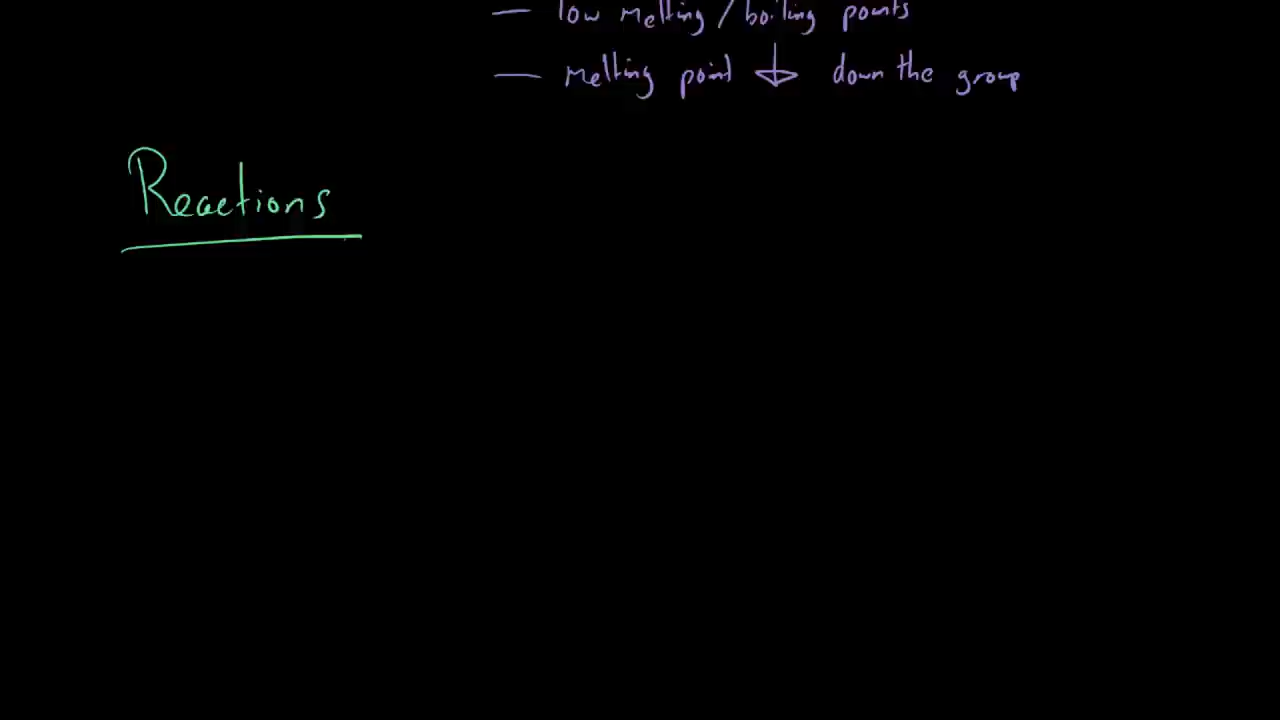 — low melting / boiling points
— Melting point ↓ down the group
Reactions